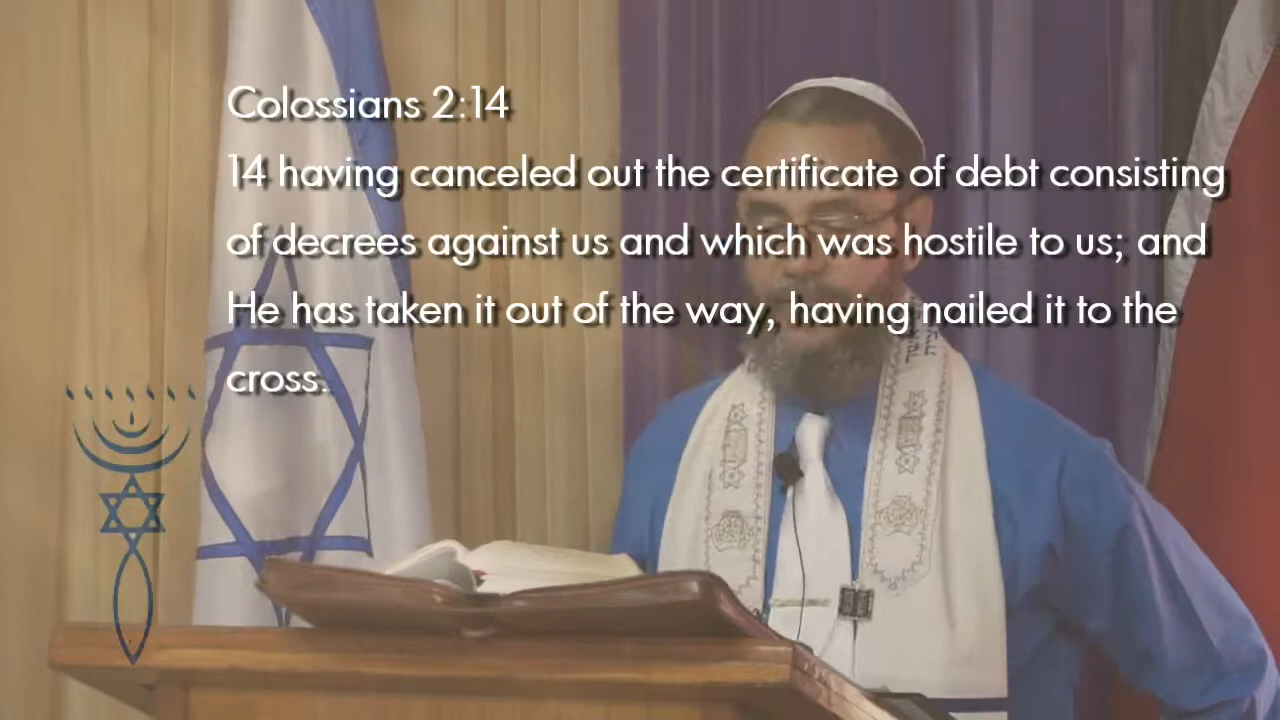 Colossians 2:14
14 having canceled out the certificate of debt consisting
of decrees against us and which was hostile to us; and
He has taken it out of the way, having nailed it to the
cross.